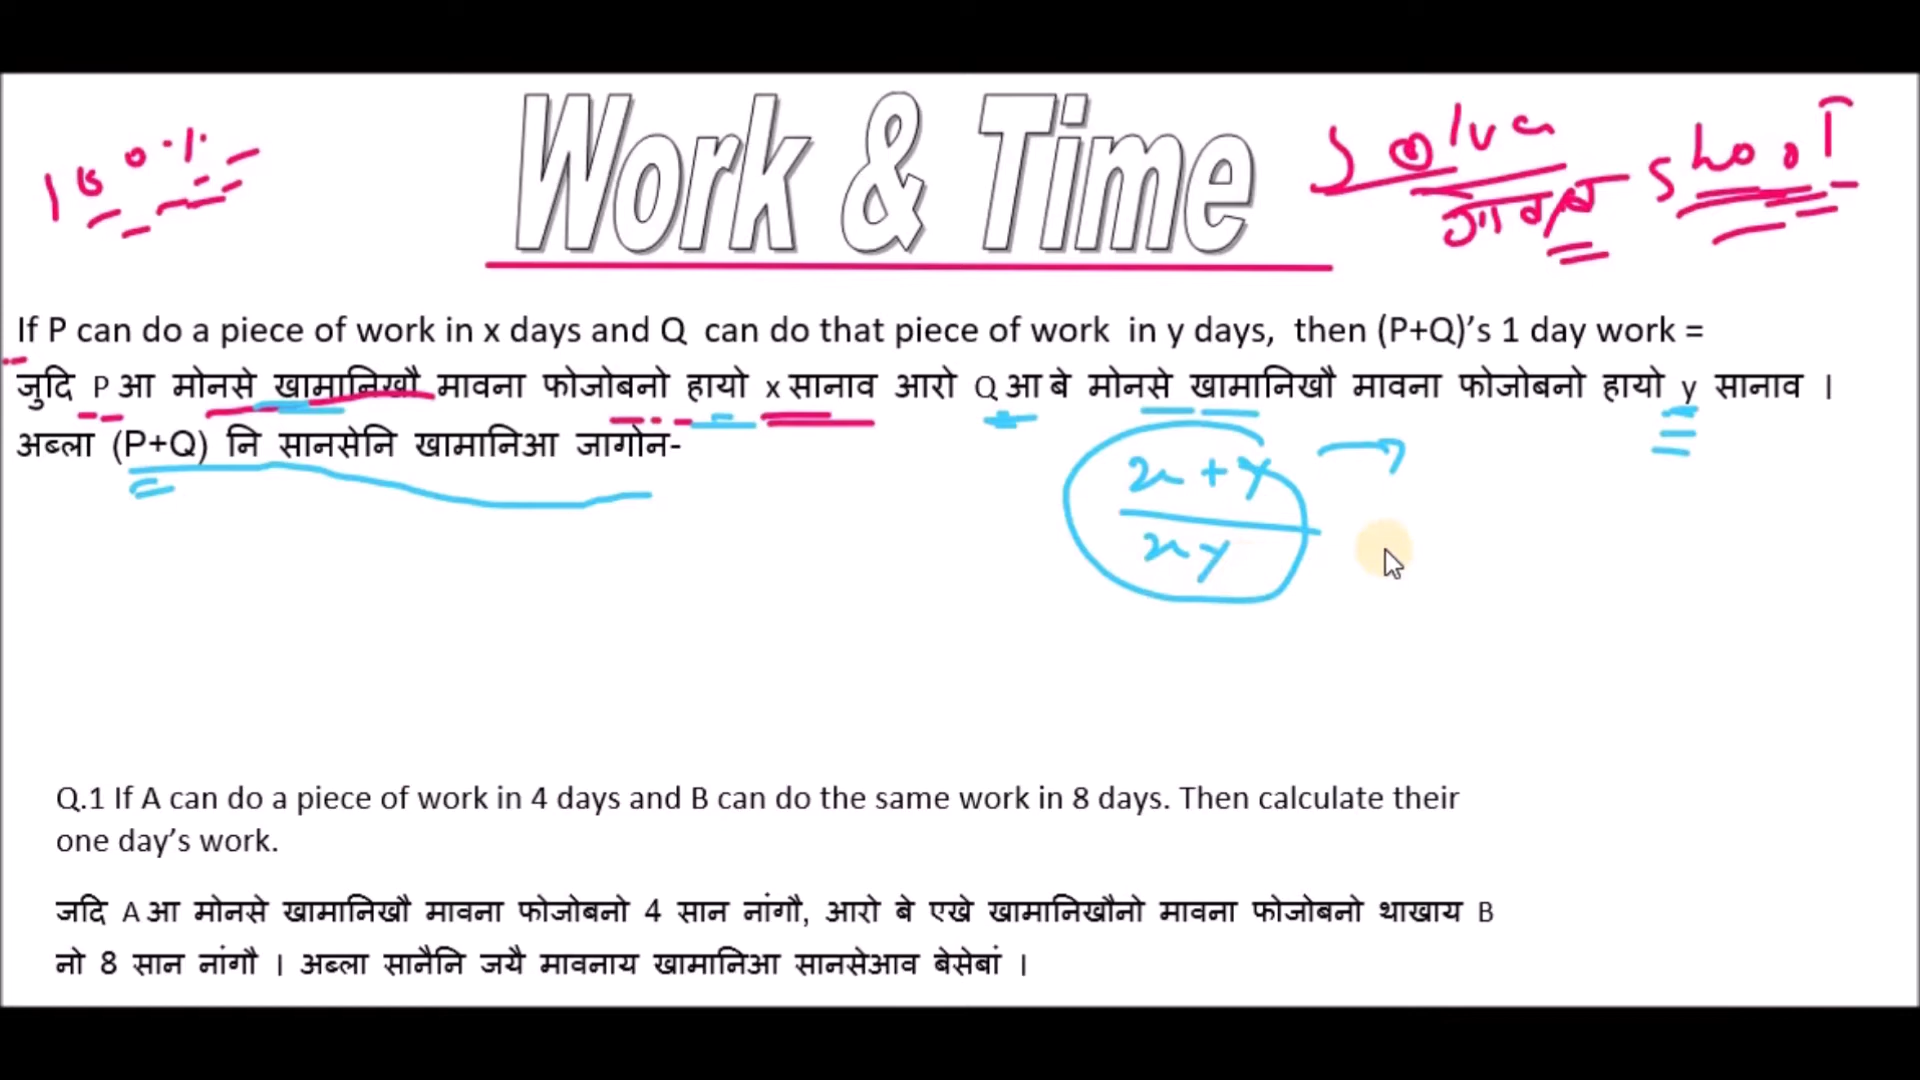 Work & Time
100%
Solve
short
If P can do a piece of work in x days and Q can do that piece of work in y days, then (P+Q)’s 1 day work =
जुदि P आ मोनसे खामानिखौ मावना फोजोबनो हायो x सानाव आरो Q आ बे मोनसे खामानिखौ मावना फोजोबनो हायो y सानाव ।
अब्ला (P+Q) नि सानसेनि खामानिआ जागोन-
x + y
xy
Q.1 If A can do a piece of work in 4 days and B can do the same work in 8 days. Then calculate their
one day’s work.
जदि A आ मोनसे खामानिखौ मावना फोजोबनो 4 सान नांगौ, आरो बे एखे खामानिखौनो मावना फोजोबनो थाखाय B
नो 8 सान नांगौ । अब्ला सानैनि जयै मावनाय खामानिआ सानसेआव बेसेबां ।